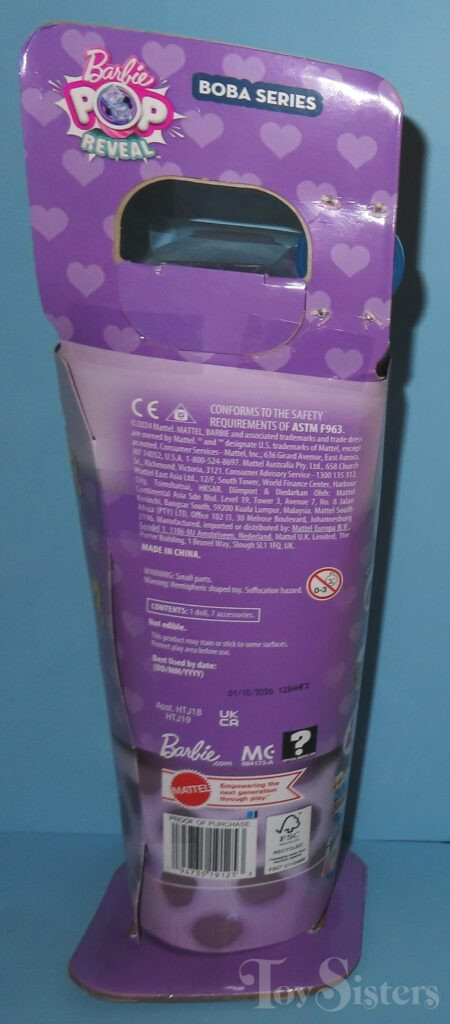 Barbie
POP
REVEAL
BOBA SERIES
CE
CONFORMS TO THE SAFETY
REQUIREMENTS OF ASTM F963.
©2024 Mattel. MATTEL, BARBIE and associated trademarks and trade dress
are owned by Mattel. ® and ™ designate U.S. trademarks of Mattel, except
as noted. Consumer Services - Mattel, Inc., 636 Girard Avenue, East Aurora,
NY 14052, U.S.A. 1-800-524-8697. Mattel Australia Pty. Ltd., 658 Church
St., Richmond, Victoria, 3121. Consumer Advisory Service - 1300 135 312.
Mattel East Asia Ltd., 12/F, South Tower, World Finance Center, Harbour
City, Tsimshatsui, HKSAR. Diimport & Diedarkan Oleh: Mattel
Continental Asia Sdn Bhd. Level 19, Tower 3, Avenue 7, No. 8 Jalan
Kerinchi, Bangsar South, 59200 Kuala Lumpur, Malaysia. Mattel South
Africa (PTY) LTD, Office 102 I3, 30 Melrose Boulevard, Johannesburg
2196. Manufactured, imported or distributed by: Mattel Europa B.V.,
Gondel 1, 1186 MJ Amstelveen, Nederland. Mattel U.K. Limited, The
Porter Building, 1 Brunel Way, Slough SL1 1FQ, UK.
MADE IN CHINA.
WARNING: Small parts.
Warning: Hemispheric shaped toy. Suffocation hazard.
0-3
CONTENTS: 1 doll, 7 accessories.
Not edible.
This product may stain or stick to some surfaces.
Protect play area before use.
Best Used by date:
(DD/MM/YYYY)
01/10/2026 1284HF2
Asst. HTJ18
HTJ19
UK
CA
Barbie.com
MC
?
MATTEL
Empowering the
next generation
through play.™
PROOF OF PURCHASE
FSC
RECYCLED
ToySisters